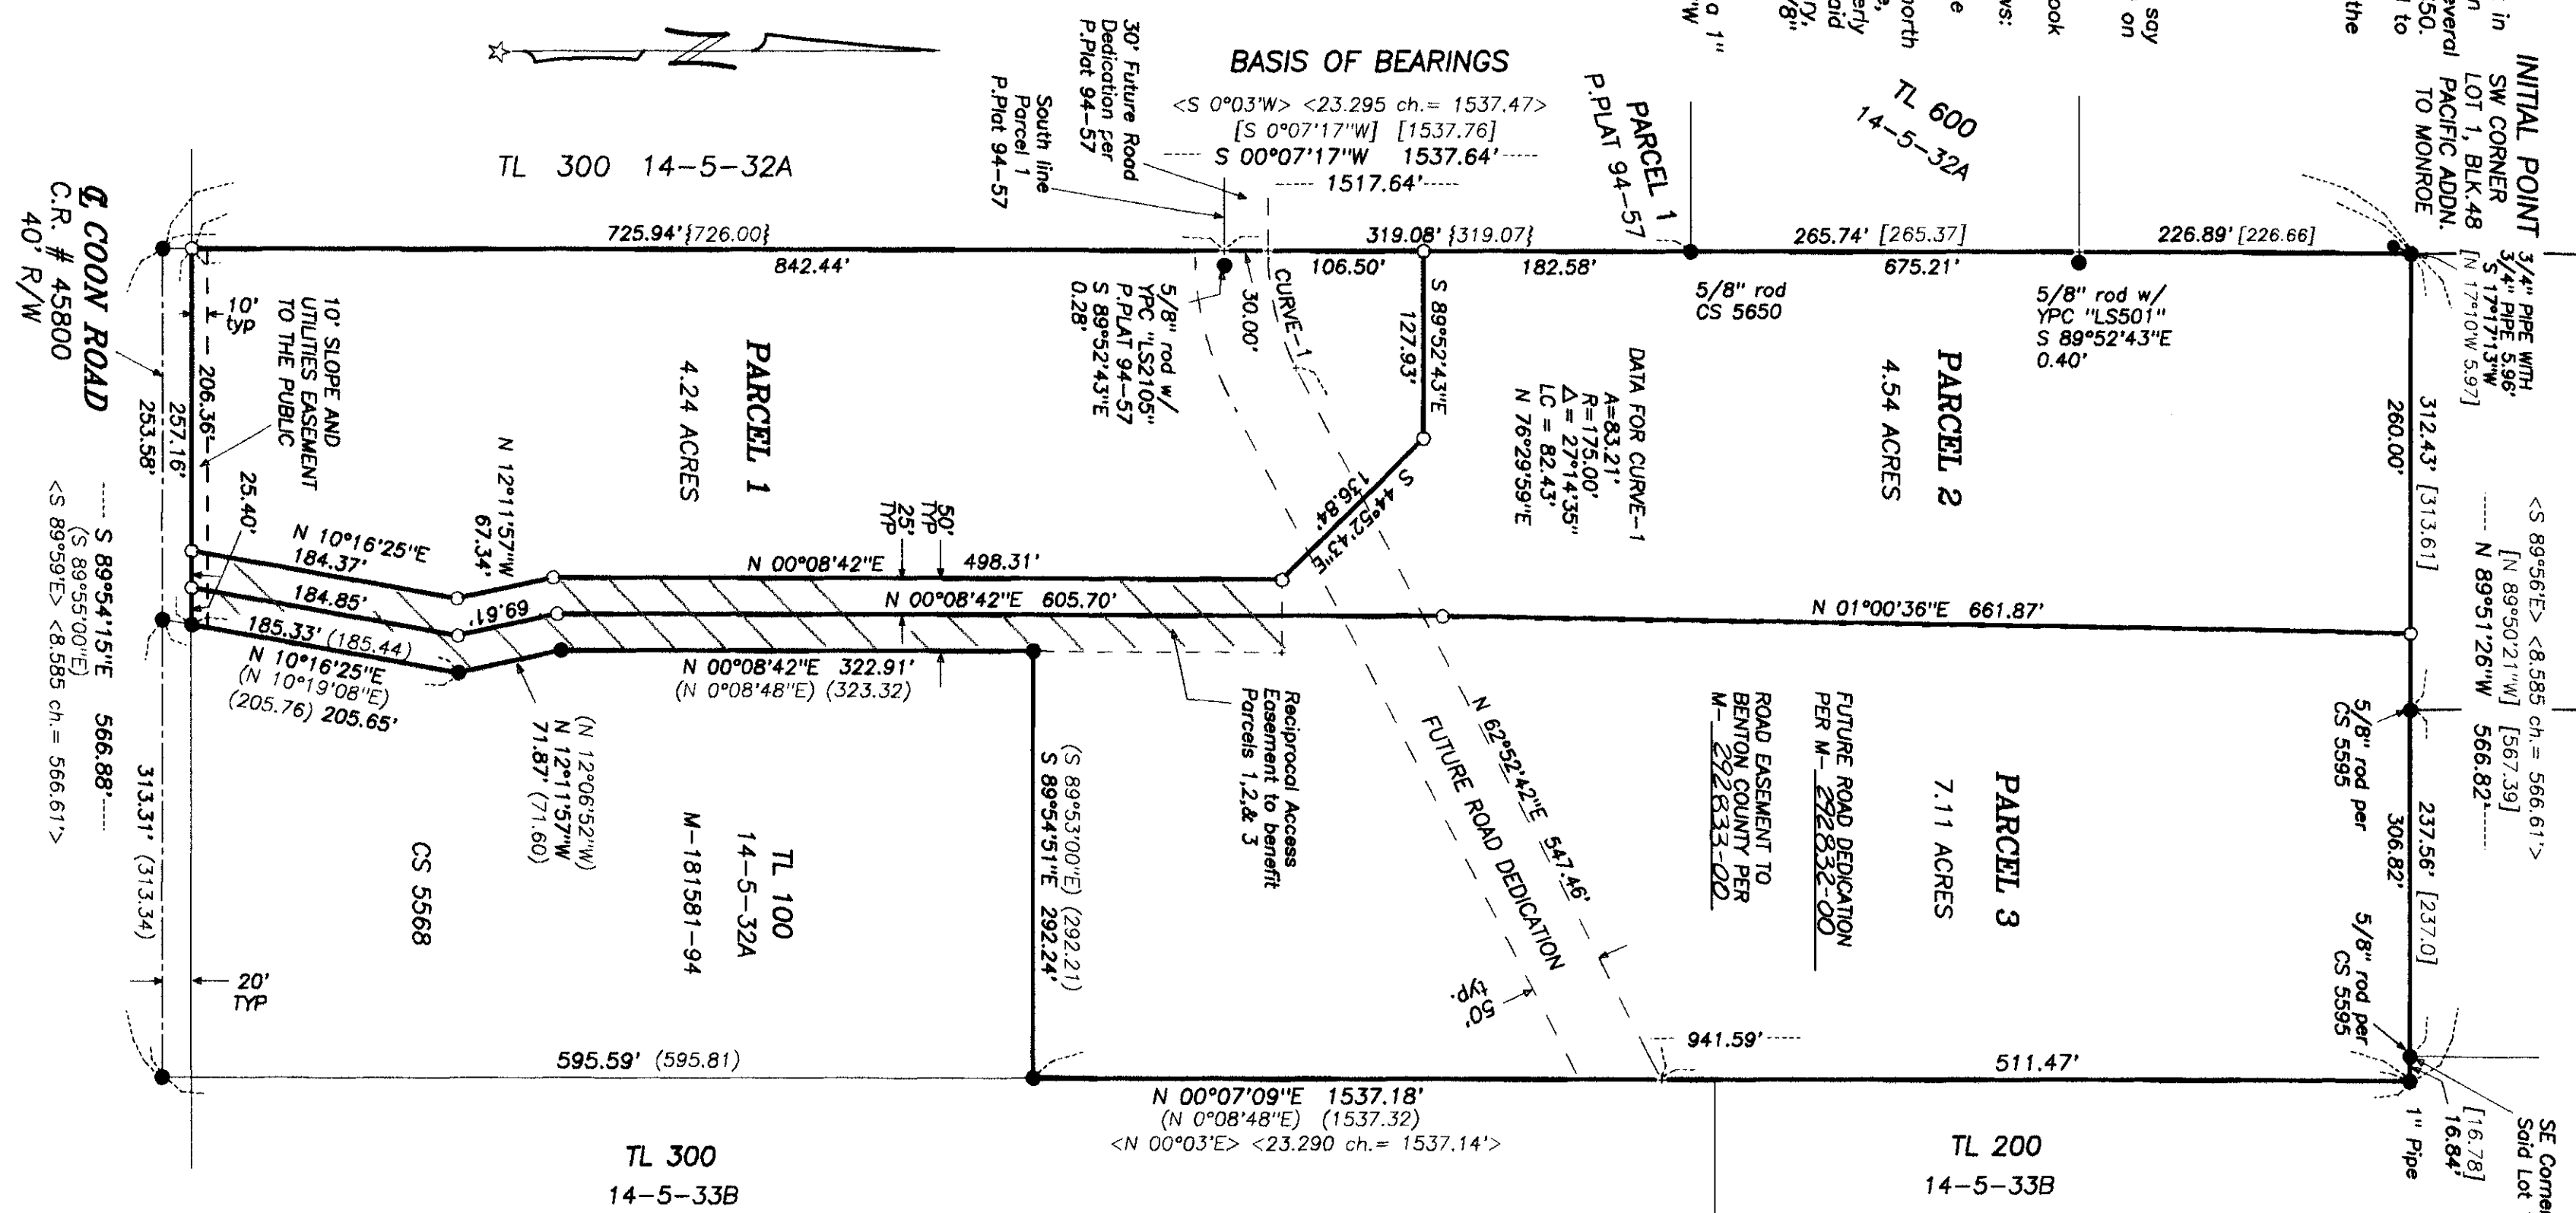 say
on
in
n
everal
50.
to
the
ook
ws:
e
north
e,
erly
aid
ry,
/8"
a 1"
"W
INITIAL POINT
SW CORNER
LOT 1, BLK.48
PACIFIC ADDN.
TO MONROE
3/4" PIPE WITH
3/4" PIPE 5.96'
S 17°17'13"W
[N 17°10'W 5.97]
BASIS OF BEARINGS
<S 0°03'W> <23.295 ch.= 1537.47>
[S 0°07'17"W] [1537.76]
S 00°07'17"W 1537.64'
1517.64'
30' Future Road
Dedication per
P.Plat 94-57
South line
Parcel 1
P.Plat 94-57
PARCEL 1
P.PLAT 94-57
TL 600
14-5-32A
TL 300 14-5-32A
N
725.94' {726.00}
319.08' {319.07}
265.74' [265.37]
226.89' [226.66]
842.44'
106.50'
182.58'
675.21'
℄ COON ROAD
C.R. # 45800
40' R/W
10'
typ
206.36'
257.16'
253.58'
25.40'
10' SLOPE AND
UTILITIES EASEMENT
TO THE PUBLIC
PARCEL 1
4.24 ACRES
5/8" rod w/
YPC "LS2105"
P.PLAT 94-57
S 89°52'43"E
0.28'
30.00'
CURVE-1
S 89°52'43"E
127.93'
S 44°52'43"E
136.84'
DATA FOR CURVE-1
A=83.21'
R=175.00'
Δ= 27°14'35"
LC = 82.43'
N 76°29'59"E
5/8" rod
CS 5650
5/8" rod w/
YPC "LS501"
S 89°52'43"E
0.40'
PARCEL 2
4.54 ACRES
312.43' [313.61]
260.00'
<S 89°56'E> <8.585 ch.= 566.61'>
[N 89°50'21"W] [567.39]
N 89°51'26"W 566.82'
N 10°16'25"E
184.37'
N 12°11'57"W
67.34'
50'
TYP
25'
TYP
N 00°08'42"E 498.31'
184.85'
69.61'
N 00°08'42"E 605.70'
N 01°00'36"E 661.87'
185.33' (185.44)
N 10°16'25"E
(N 10°19'08"E)
(205.76) 205.65'
N 00°08'42"E 322.91'
(N 0°08'48"E) (323.32)
(N 12°06'52"W)
N 12°11'57"W
71.87' (71.60)
S 89°54'15"E 566.88'
(S 89°55'00"E)
<S 89°59'E> <8.585 ch.= 566.61'>
313.31' (313.34)
20'
TYP
CS 5568
TL 100
14-5-32A
M-181581-94
(S 89°53'00"E) (292.21)
S 89°54'51"E 292.24'
Reciprocal Access
Easement to benefit
Parcels 1,2,& 3
N 62°52'42"E 547.46'
FUTURE ROAD DEDICATION
50'
typ.
FUTURE ROAD DEDICATION
PER M- 292832-00
ROAD EASEMENT TO
BENTON COUNTY PER
M- 292833-00
PARCEL 3
7.11 ACRES
5/8" rod per
CS 5595
237.56' [237.0]
306.82'
5/8" rod per
CS 5595
941.59'
511.47'
595.59' (595.81)
N 00°07'09"E 1537.18'
(N 0°08'48"E) (1537.32)
<N 00°03'E> <23.290 ch.= 1537.14'>
TL 300
14-5-33B
TL 200
14-5-33B
1" Pipe
[16.78]
16.84'
SE Corner
Said Lot